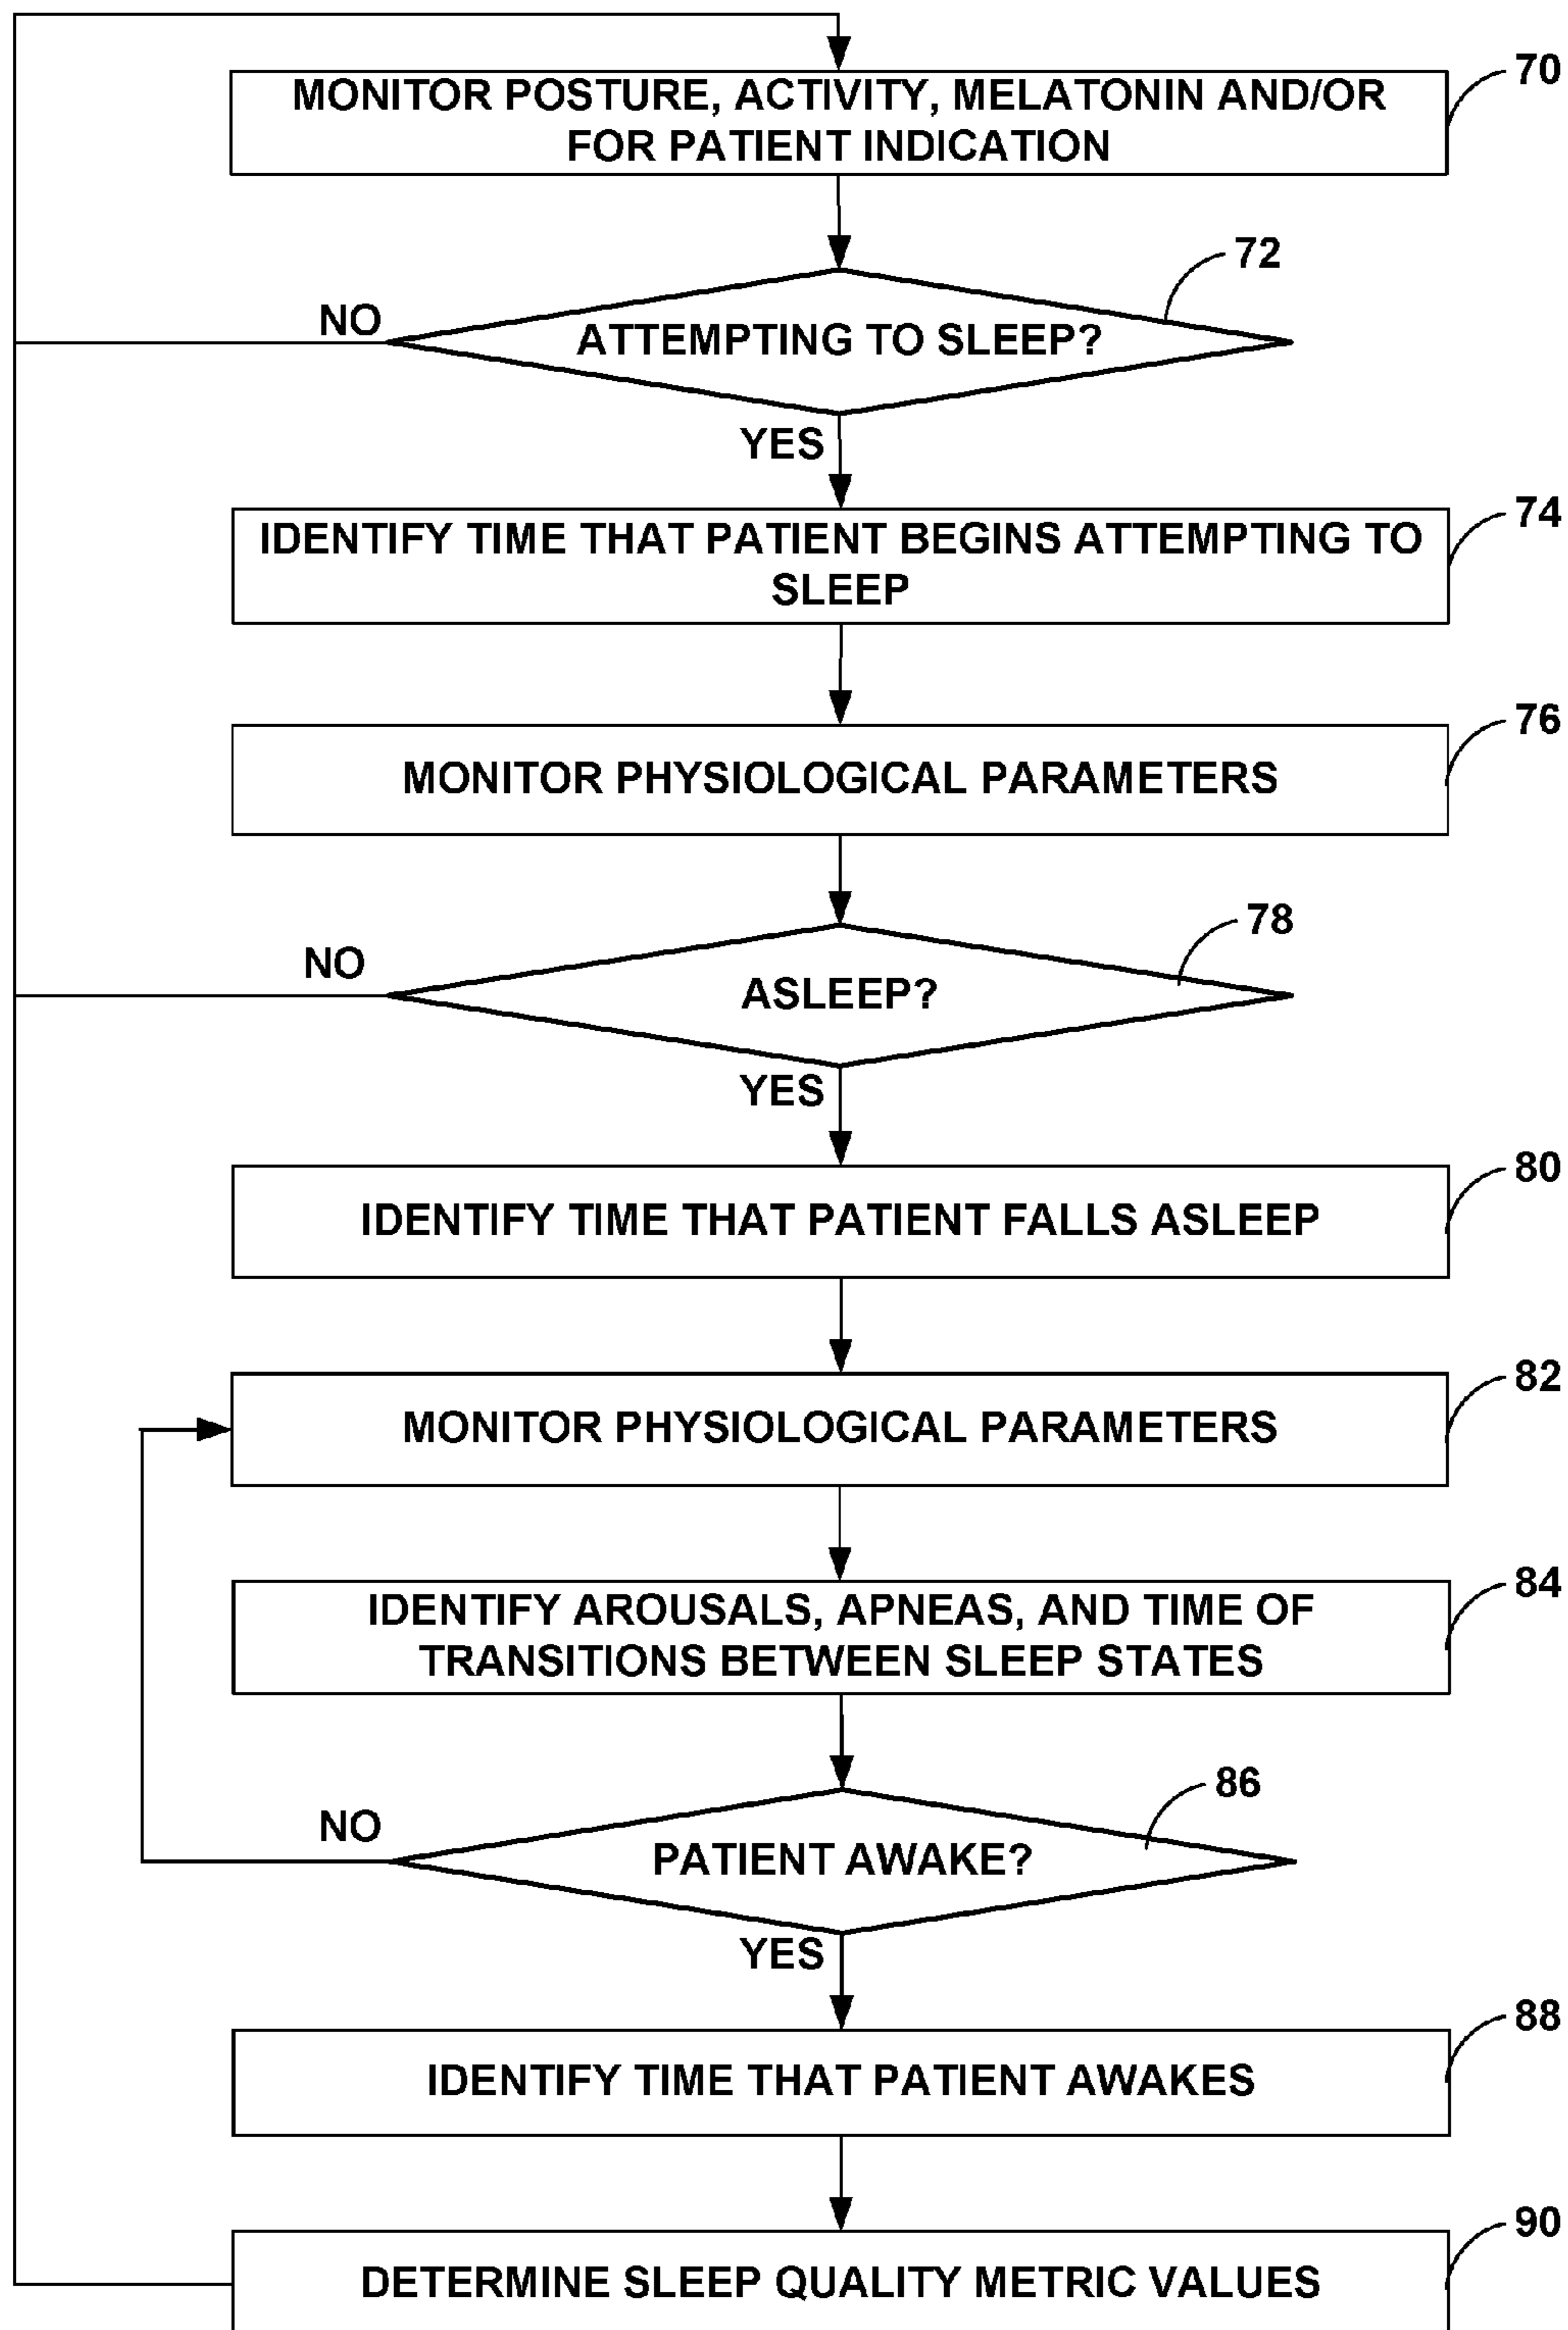 MONITOR POSTURE, ACTIVITY, MELATONIN AND/OR
FOR PATIENT INDICATION
70
72
ATTEMPTING TO SLEEP?
NO
YES
IDENTIFY TIME THAT PATIENT BEGINS ATTEMPTING TO
SLEEP
74
MONITOR PHYSIOLOGICAL PARAMETERS
76
78
NO
ASLEEP?
YES
IDENTIFY TIME THAT PATIENT FALLS ASLEEP
80
MONITOR PHYSIOLOGICAL PARAMETERS
82
IDENTIFY AROUSALS, APNEAS, AND TIME OF
TRANSITIONS BETWEEN SLEEP STATES
84
86
NO
PATIENT AWAKE?
YES
IDENTIFY TIME THAT PATIENT AWAKES
88
DETERMINE SLEEP QUALITY METRIC VALUES
90